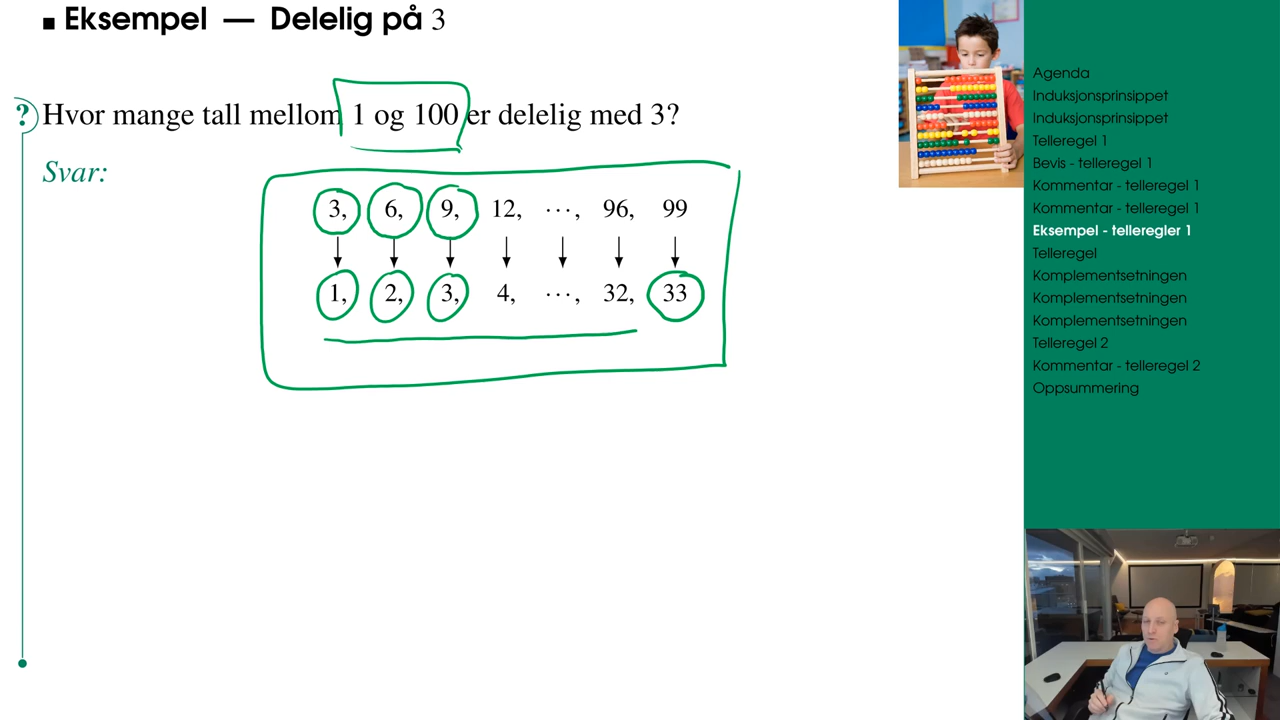 Eksempel — Delelig på 3
? Hvor mange tall mellom 1 og 100 er delelig med 3?
Svar:
3, 6, 9, 12, ···, 96, 99
1, 2, 3, 4, ···, 32, 33
Agenda
Induksjonsprinsippet
Induksjonsprinsippet
Telleregel 1
Bevis - telleregel 1
Kommentar - telleregel 1
Kommentar - telleregel 1
Eksempel - telleregler 1
Telleregel
Komplementsetningen
Komplementsetningen
Komplementsetningen
Telleregel 2
Kommentar - telleregel 2
Oppsummering